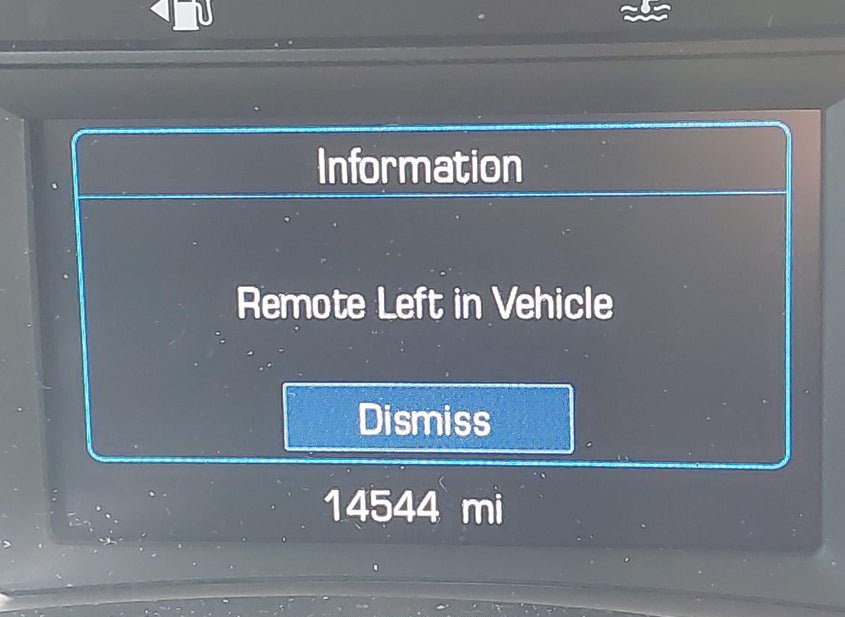 Information
Remote Left in Vehicle
Dismiss
14544 mi